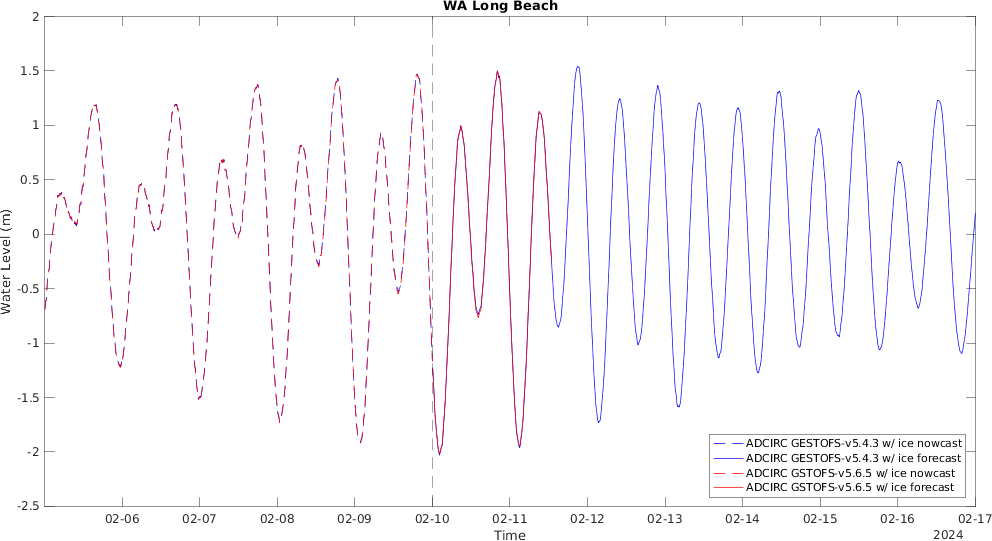 WA Long Beach
2
1.5
1
0.5
0
-0.5
-1
-1.5
-2
-2.5
Water Level (m)
ADCIRC GESTOFS-v5.4.3 w/ ice nowcast
ADCIRC GESTOFS-v5.4.3 w/ ice forecast
ADCIRC GSTOFS-v5.6.5 w/ ice nowcast
ADCIRC GSTOFS-v5.6.5 w/ ice forecast
02-06 02-07 02-08 02-09 02-10 02-11 02-12 02-13 02-14 02-15 02-16 02-17
Time
2024